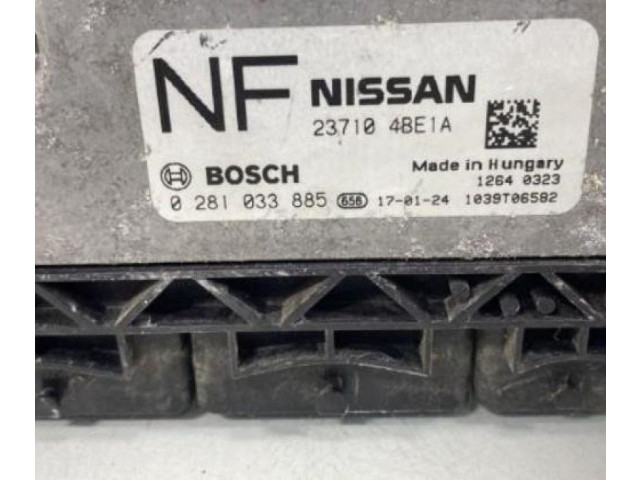 NF NISSAN
23710 4BE1A
BOSCH Made in Hungary
1264 0323
0 281 033 885 656 17-01-24 1039T06582